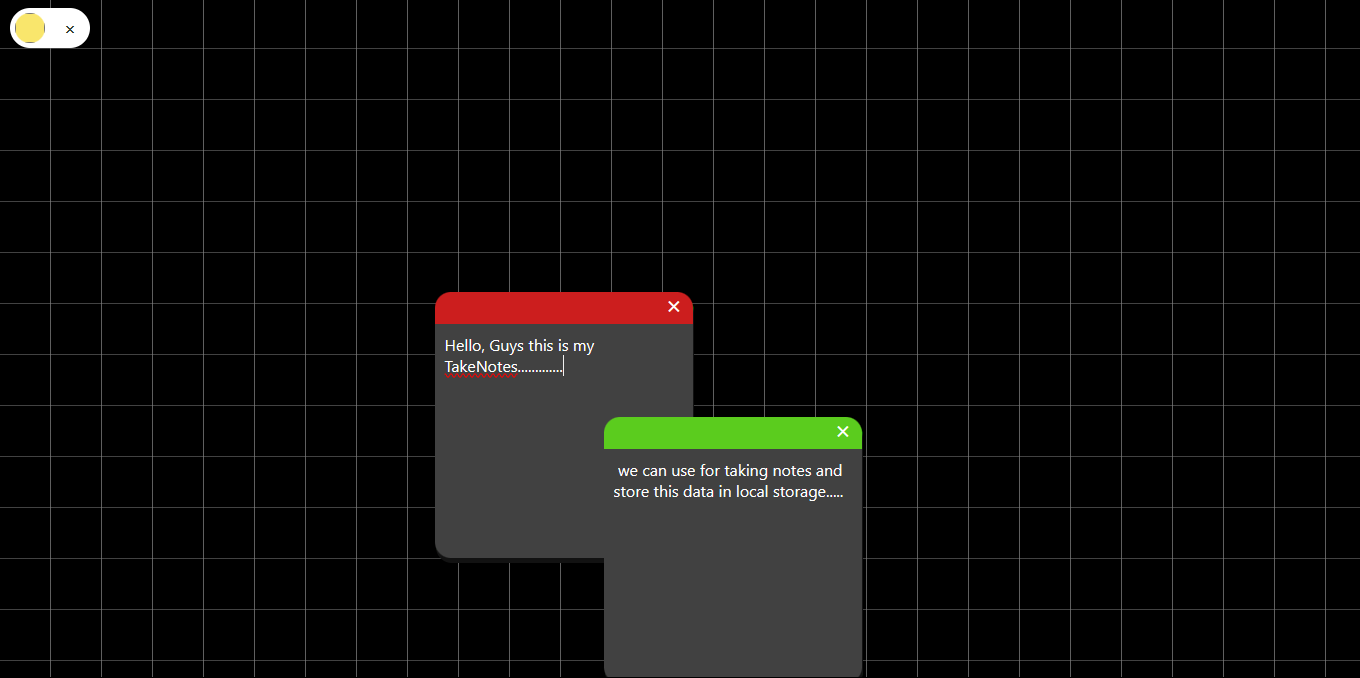 Hello, Guys this is my
TakeNotes.............
we can use for taking notes and
store this data in local storage.....